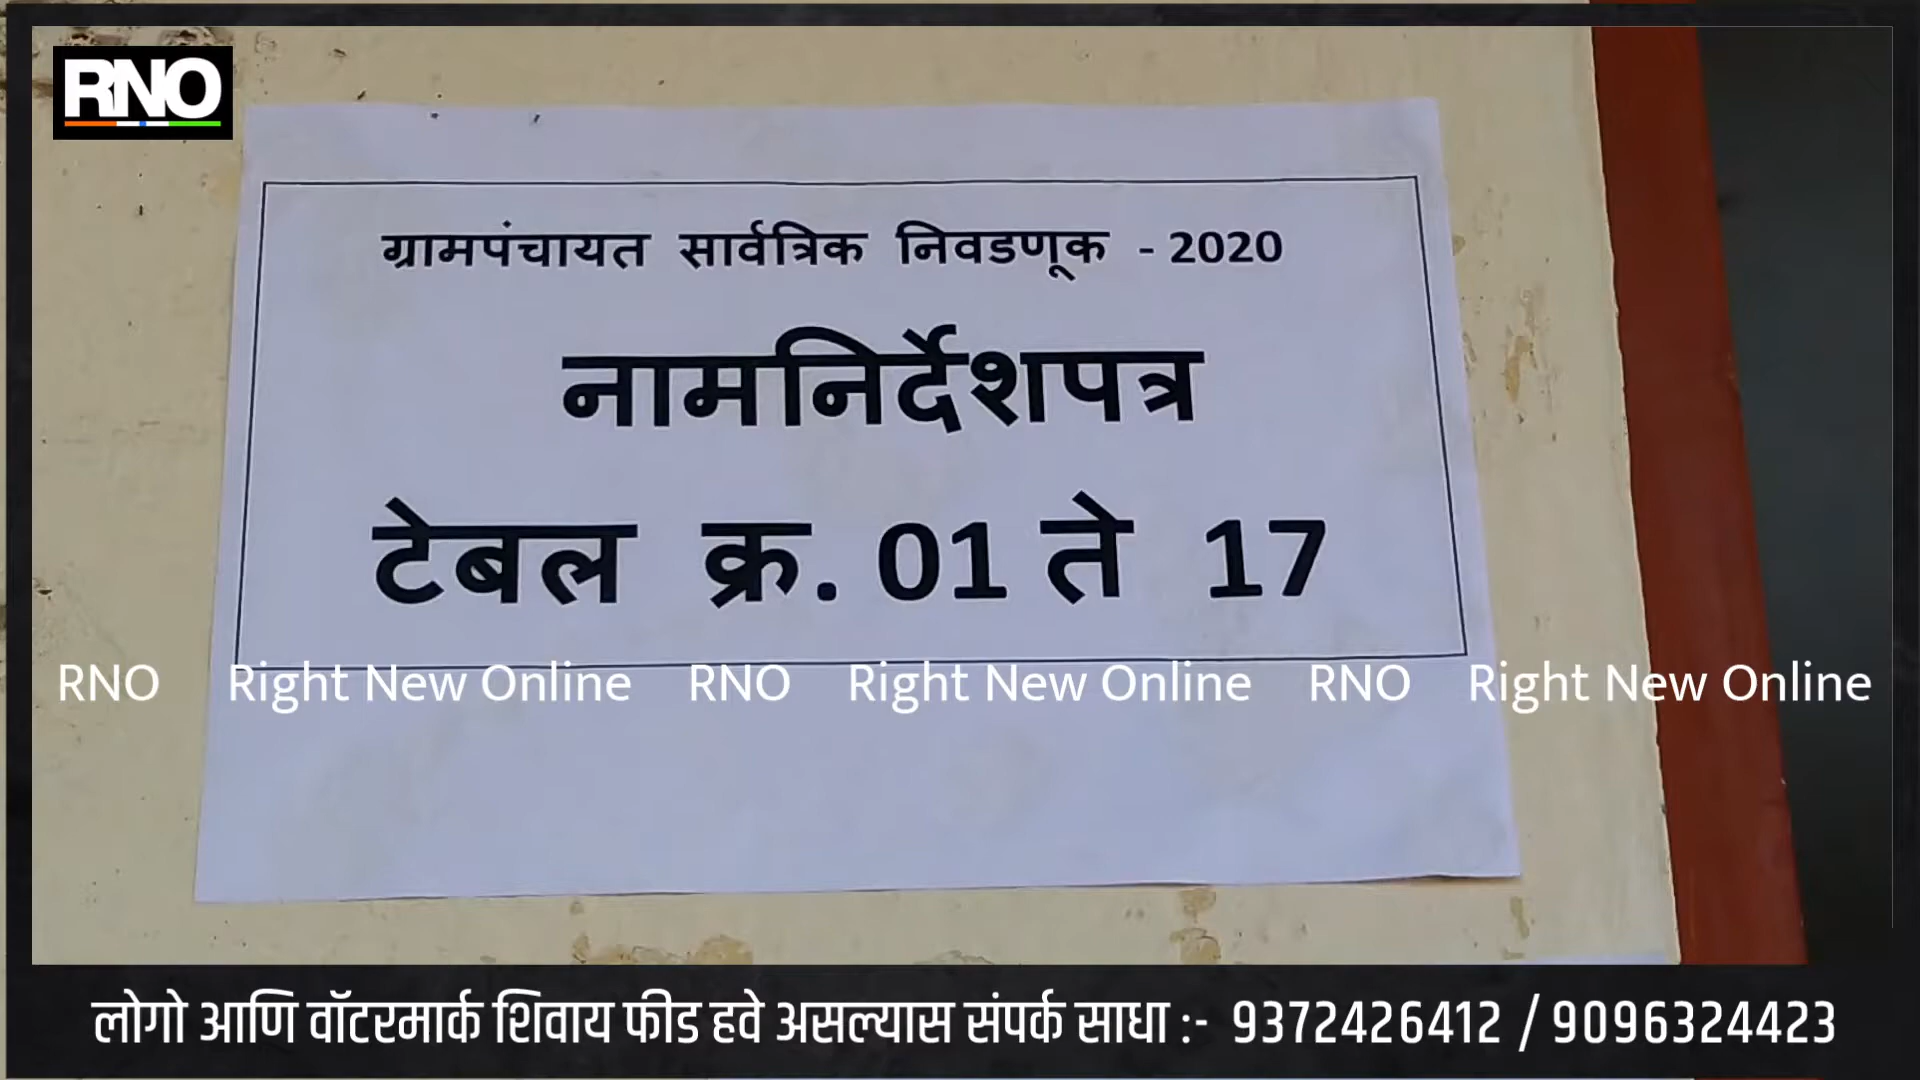 RNO
ग्रामपंचायत सार्वत्रिक निवडणूक - 2020
नामनिर्देशपत्र
टेबल क्र. 01 ते 17
RNO Right New Online RNO Right New Online RNO Right New Online
लोगो आणि वॉटरमार्क शिवाय फीड हवे असल्यास संपर्क साधा :- 9372426412 / 9096324423